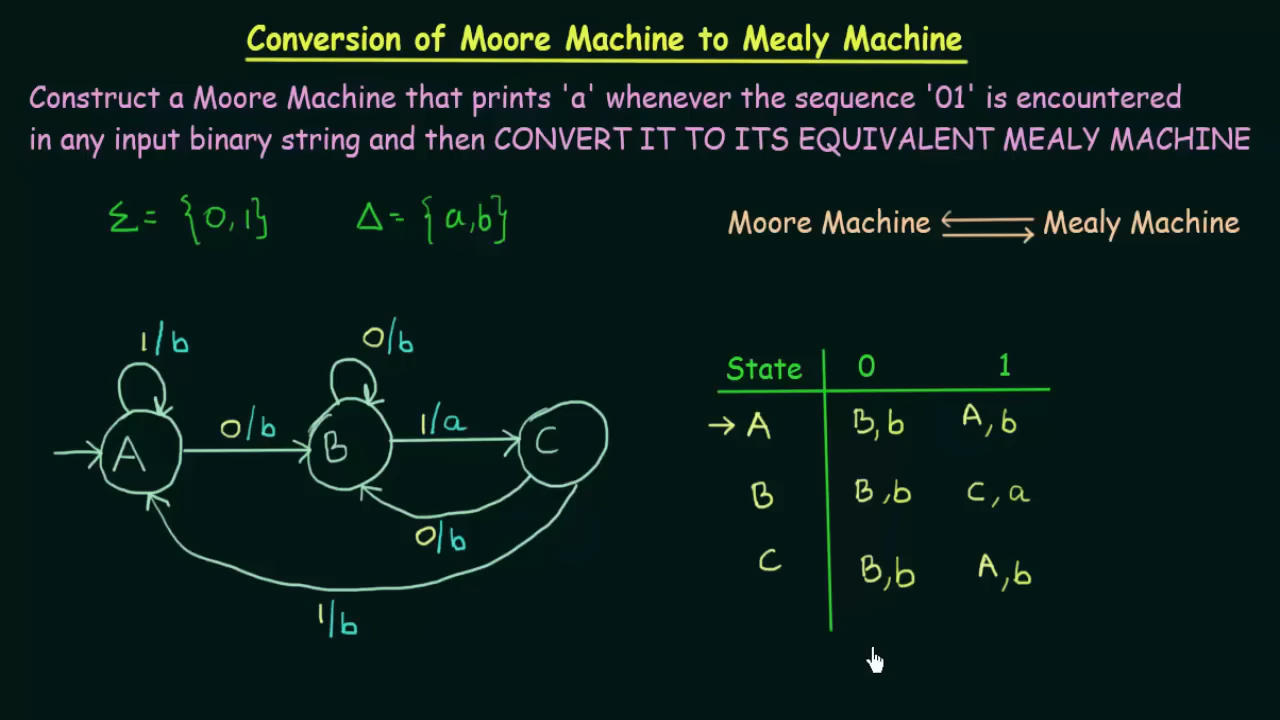 Conversion of Moore Machine to Mealy Machine
Construct a Moore Machine that prints 'a' whenever the sequence '01' is encountered
in any input binary string and then CONVERT IT TO ITS EQUIVALENT MEALY MACHINE
Σ = {0,1} Δ = {a,b}
Moore Machine Mealy Machine
1/b
0/b
A
0/b
B
1/a
C
0/b
1/b
State 0 1
→ A B,b A,b
B B,b C,a
C B,b A,b